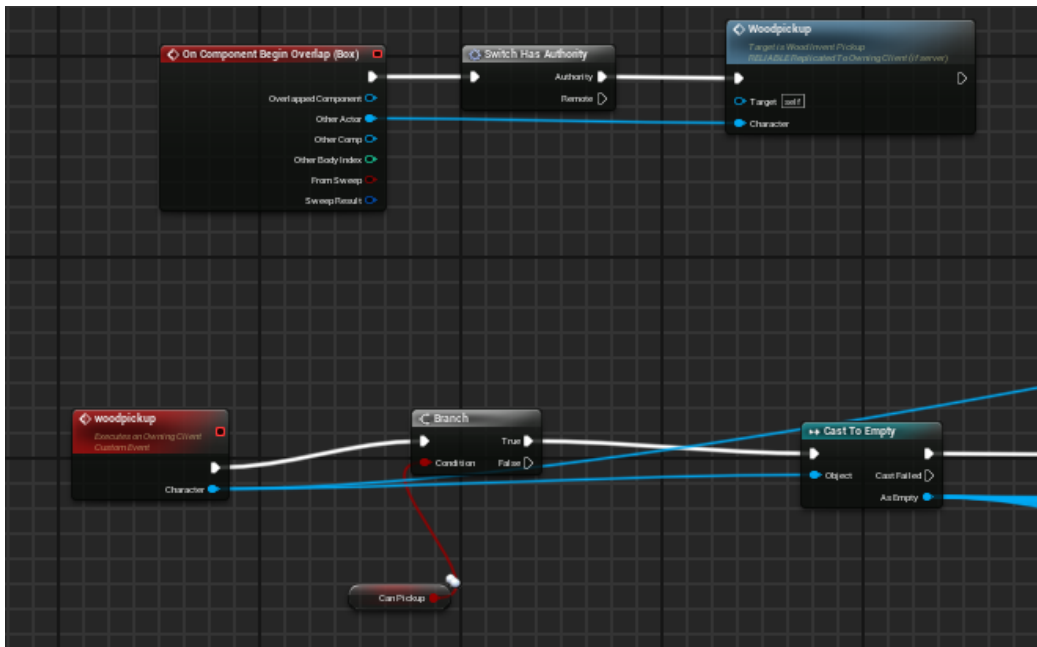 On Component Begin Overlap (Box)
Overlapped Component
Other Actor
Other Comp
Other Body Index
From Sweep
Sweep Result
Switch Has Authority
Authority
Remote
Woodpickup
Target is Wood Invent Pickup
RELIABLE Replicated To Owning Client (if server)
Target self
Character
woodpickup
Executes on Owning Client
Custom Event
Character
Branch
True
Condition
False
CanPickup
Cast To Empty
Object
Cast Failed
As Empty